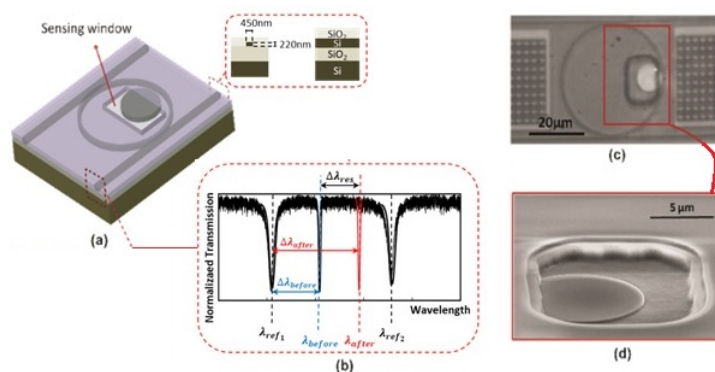 Sensing window
450nm
220nm
SiO₂
Si
SiO₂
Si
(a)
Normalizaed Transmission
Δλres
Δλafter
Δλbefore
Wavelength
λref₁
λbefore
λafter
λref₂
(b)
20μm
(c)
5 μm
(d)